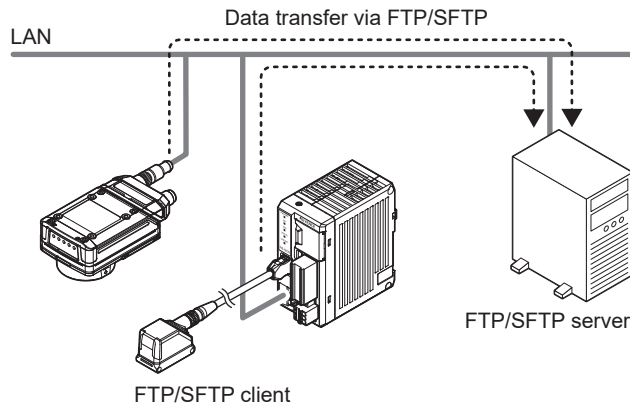 Data transfer via FTP/SFTP
LAN
FTP/SFTP server
FTP/SFTP client